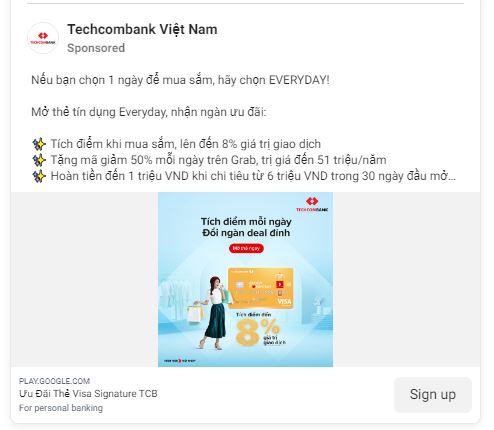 Techcombank Việt Nam
Sponsored
Nếu bạn chọn 1 ngày để mua sắm, hãy chọn EVERYDAY!
Mở thẻ tín dụng Everyday, nhận ngàn ưu đãi:
✨ Tích điểm khi mua sắm, lên đến 8% giá trị giao dịch
✨ Tặng mã giảm 50% mỗi ngày trên Grab, trị giá đến 51 triệu/năm
✨ Hoàn tiền đến 1 triệu VND khi chi tiêu từ 6 triệu VND trong 30 ngày đầu mở...
TECHCOMBANK
Tích điểm mỗi ngày
Đổi ngàn deal đỉnh
Mở thẻ ngay
VISA
Tích điểm đến
8% giá trị
giao dịch
PLAY.GOOGLE.COM
Ưu Đãi Thẻ Visa Signature TCB
For personal banking
Sign up